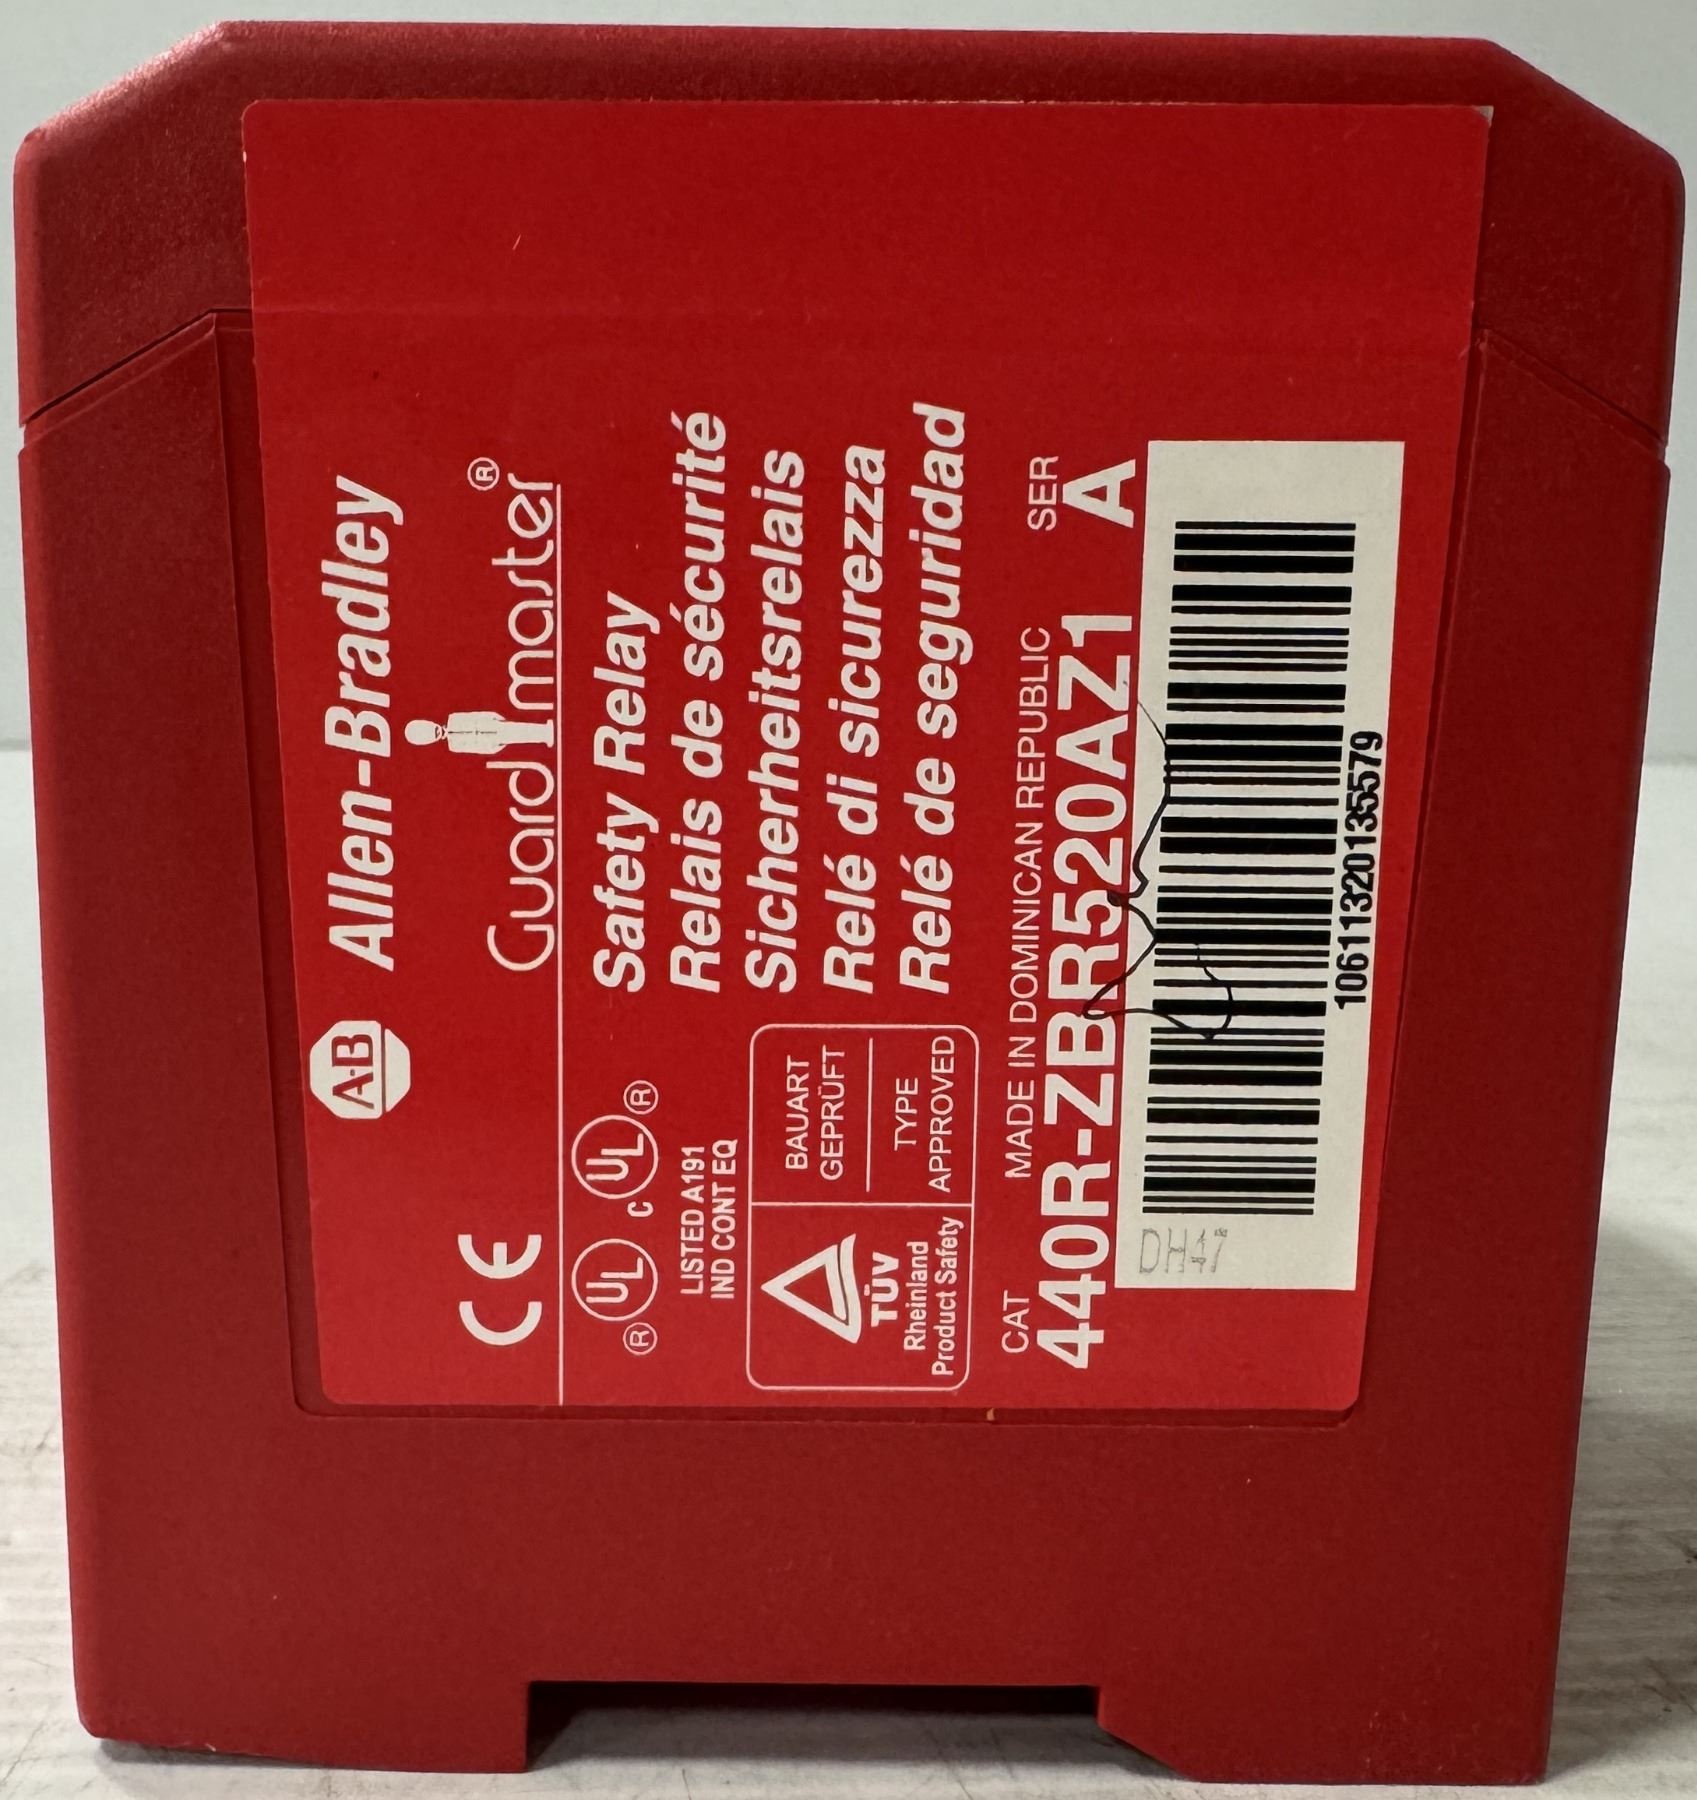 A-B Allen-Bradley
CE Guardmaster®
® UL c UL ®
LISTED A191
IND CONT EQ
Safety Relay
Relais de sécurité
Sicherheitsrelais
Relé di sicurezza
Relé de seguridad
TÜV
Rheinland
Product Safety
BAUART
GEPRÜFT
TYPE
APPROVED
CAT MADE IN DOMINICAN REPUBLIC SER
440R-ZBR520AZ1 A
DH47
10611320135579